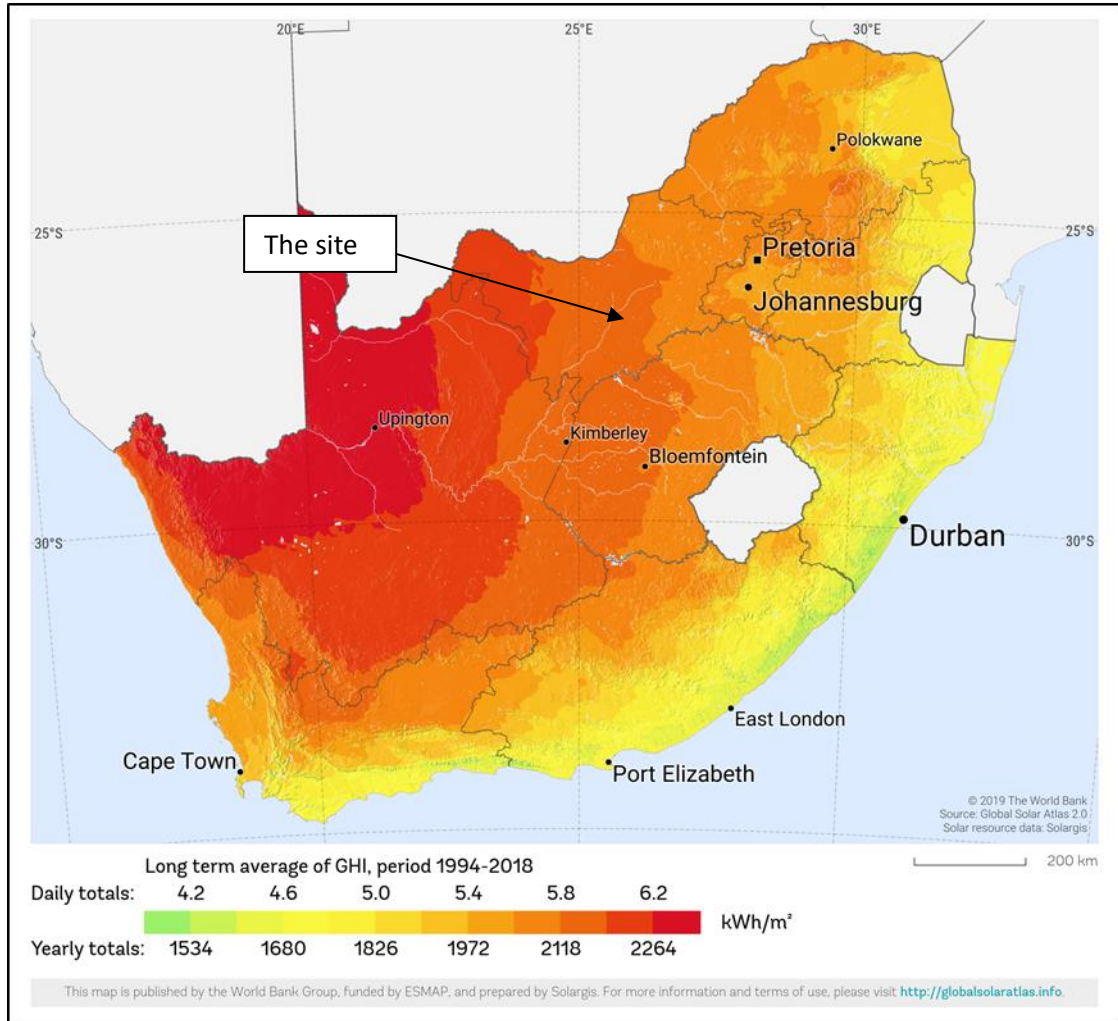 20°E 25°E 30°E
Polokwane
25°S 25°S
The site
Pretoria
Johannesburg
Upington
Kimberley
Bloemfontein
30°S 30°S
Durban
East London
Cape Town
Port Elizabeth
© 2019 The World Bank
Source: Global Solar Atlas 2.0
Solar resource data: Solargis
Long term average of GHI, period 1994-2018
200 km
Daily totals: 4.2 4.6 5.0 5.4 5.8 6.2
kWh/m²
Yearly totals: 1534 1680 1826 1972 2118 2264
This map is published by the World Bank Group, funded by ESMAP, and prepared by Solargis. For more information and terms of use, please visit http://globalsolaratlas.info.